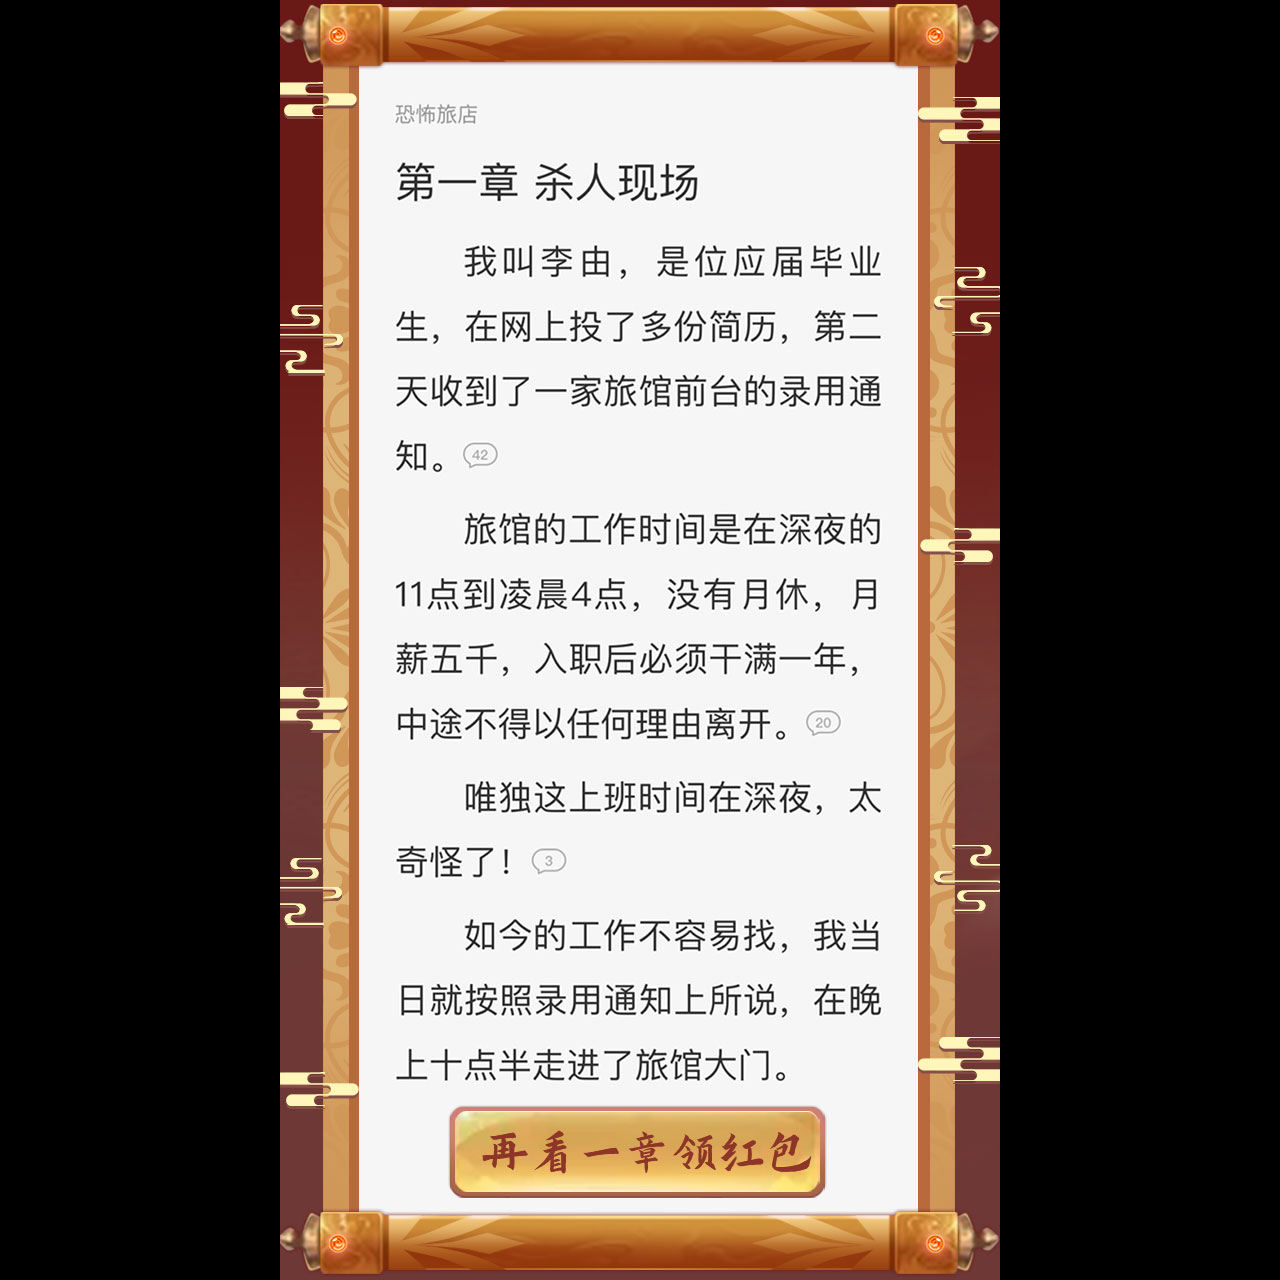 恐怖旅店
第一章 杀人现场
我叫李由，是位应届毕业
生，在网上投了多份简历，第二
天收到了一家旅馆前台的录用通
知。 42
旅馆的工作时间是在深夜的
11点到凌晨4点，没有月休，月
薪五千，入职后必须干满一年，
中途不得以任何理由离开。 20
唯独这上班时间在深夜，太
奇怪了！ 3
如今的工作不容易找，我当
日就按照录用通知上所说，在晚
上十点半走进了旅馆大门。
再看一章领红包